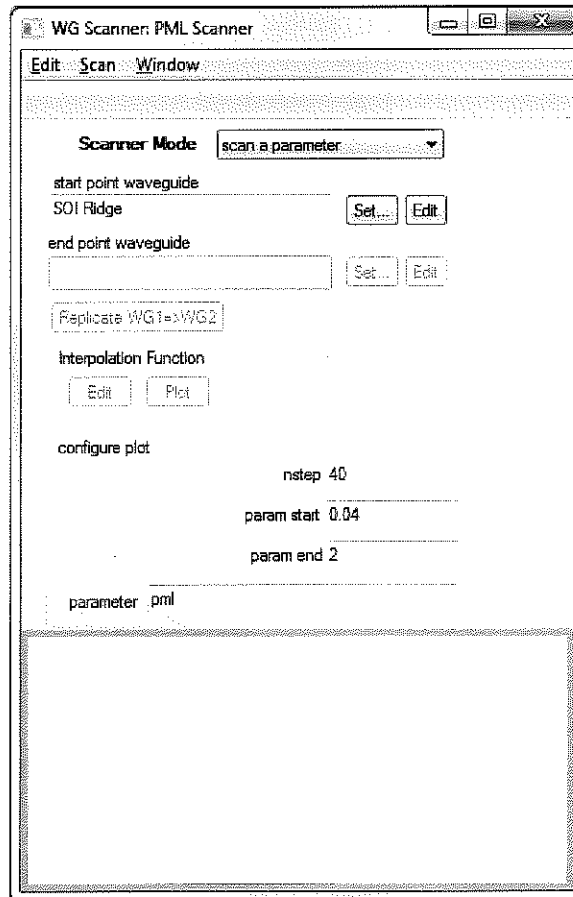 WG Scanner: PML Scanner
Edit Scan Window
Scanner Mode scan a parameter
start point waveguide
SOI Ridge Set... Edit
end point waveguide
Set... Edit
Replicate WG1=>WG2
Interpolation Function
Edit Plot
configure plot
nstep 40
param start 0.04
param end 2
parameter pml